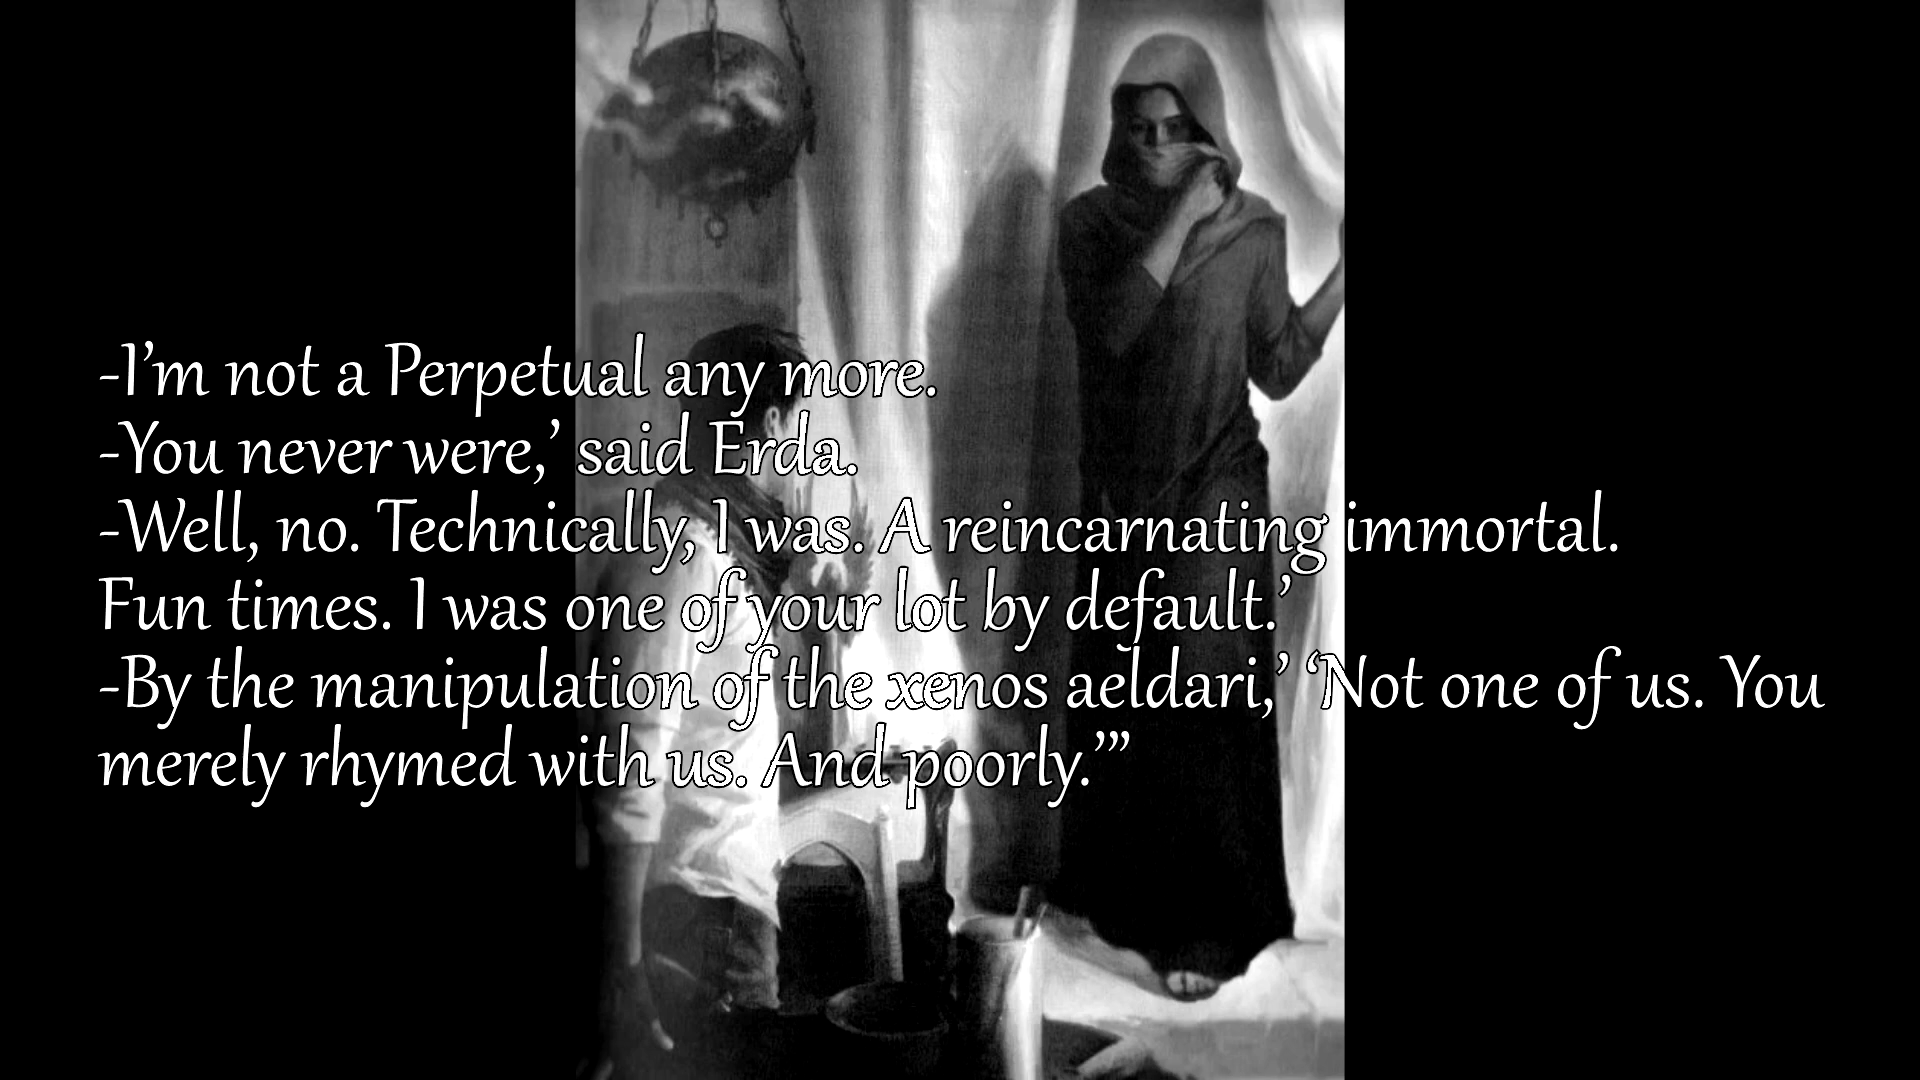 -I’m not a Perpetual any more.
-You never were,’ said Erda.
-Well, no. Technically, I was. A reincarnating immortal.
Fun times. I was one of your lot by default.’
-By the manipulation of the xenos aeldari,’ ‘Not one of us. You
merely rhymed with us. And poorly.’”